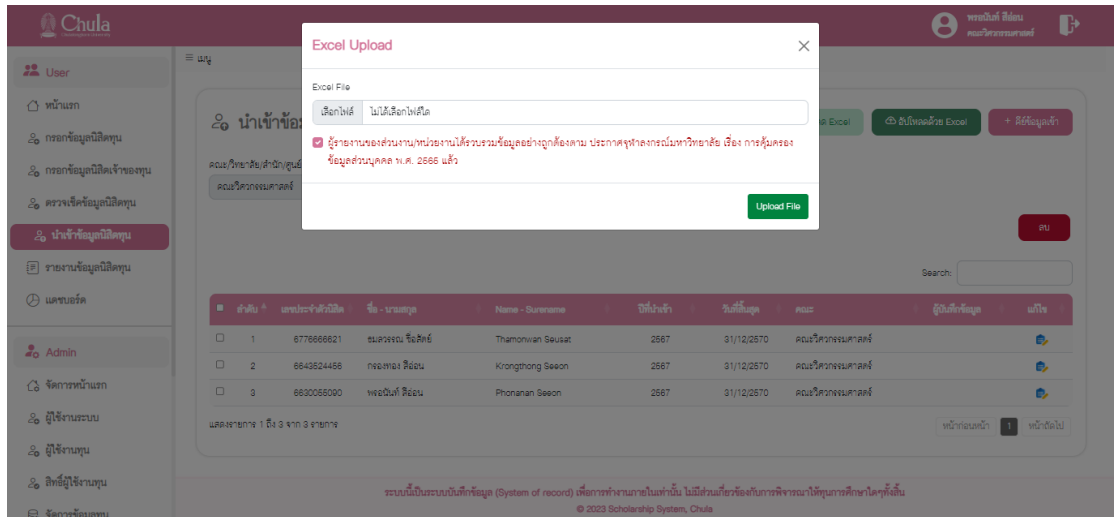 Chula
พรอนันท์ สีอ่อน
คณะวิศวกรรมศาสตร์
Excel Upload
Excel File
เลือกไฟล์ ไม่ได้เลือกไฟล์ใด
ผู้รายงานของส่วนงาน/หน่วยงานได้รวบรวมข้อมูลอย่างถูกต้องตาม ประกาศจุฬาลงกรณ์มหาวิทยาลัย เรื่อง การคุ้มครอง
ข้อมูลส่วนบุคคล พ.ศ. 2565 แล้ว
Upload File
เมนู
User
หน้าแรก
กรอกข้อมูลนิสิตทุน
กรอกข้อมูลนิสิตเจ้าของทุน
ตรวจเช็คข้อมูลนิสิตทุน
นำเข้าข้อมูลนิสิตทุน
รายงานข้อมูลนิสิตทุน
แดชบอร์ด
Admin
จัดการหน้าแรก
ผู้ใช้งานระบบ
ผู้ใช้งานทุน
สิทธิ์ผู้ใช้งานทุน
จัดการข้อมูลทุน
นำเข้าข้อ
Excel
อัปโหลดด้วย Excel
+ คีย์ข้อมูลเข้า
คณะ/วิทยาลัย/สำนัก/ศูนย์
คณะวิศวกรรมศาสตร์
ลบ
Search:
ลำดับ เลขประจำตัวนิสิต ชื่อ - นามสกุล Name - Surename ปีที่นำเข้า วันที่สิ้นสุด คณะ ผู้บันทึกข้อมูล แก้ไข
1 6776666621 ธมลวรรณ ซื่อสัตย์ Thamonwan Seusat 2567 31/12/2570 คณะวิศวกรรมศาสตร์
2 6643524456 กรองทอง สีอ่อน Krongthong Seeon 2567 31/12/2570 คณะวิศวกรรมศาสตร์
3 6630055090 พรอนันท์ สีอ่อน Phonanan Seeon 2567 31/12/2570 คณะวิศวกรรมศาสตร์
แสดงรายการ 1 ถึง 3 จาก 3 รายการ
หน้าก่อนหน้า 1 หน้าถัดไป
ระบบนี้เป็นระบบบันทึกข้อมูล (System of record) เพื่อการทำงานภายในเท่านั้น ไม่มีส่วนเกี่ยวข้องกับการพิจารณาให้ทุนการศึกษาใดๆทั้งสิ้น
© 2023 Scholarship System, Chula